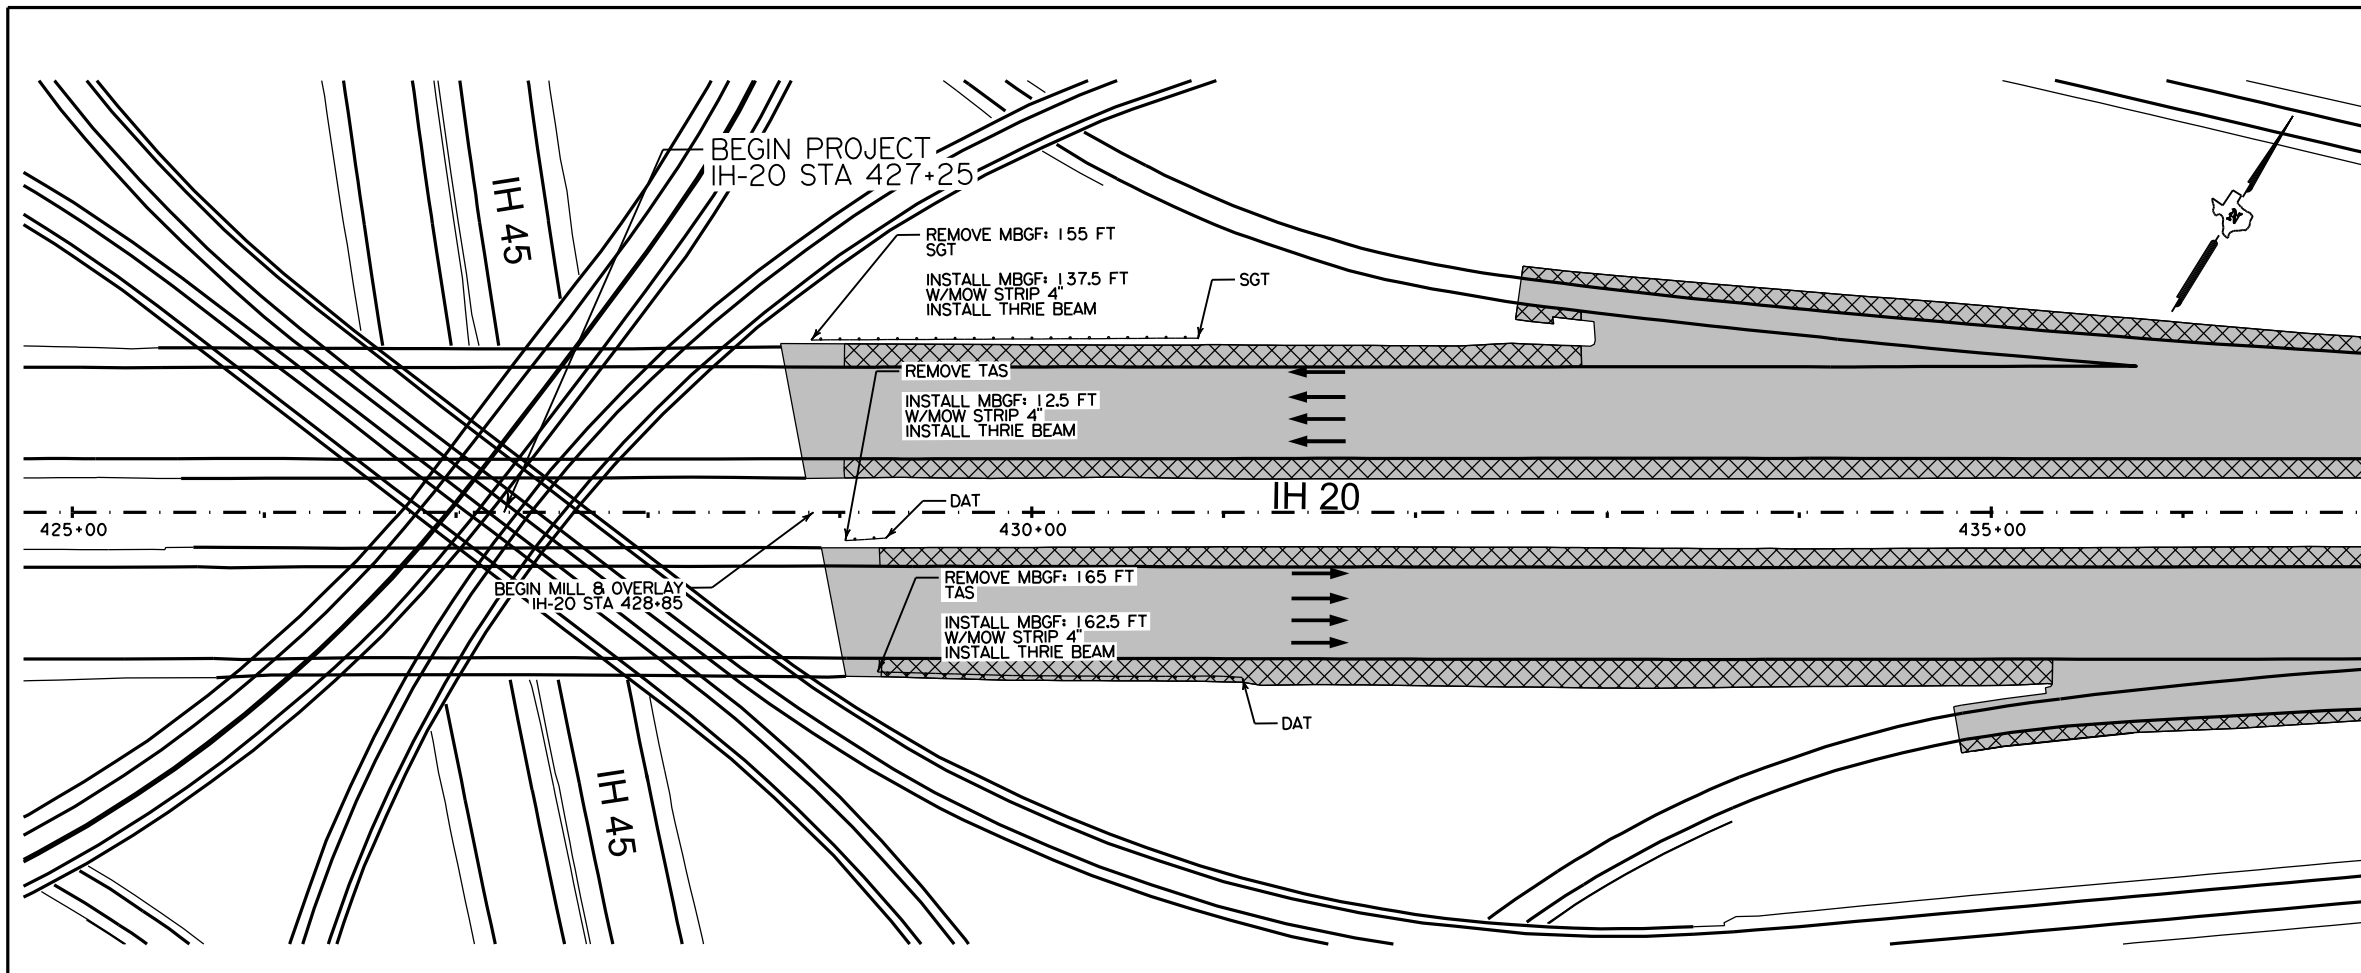 BEGIN PROJECT
IH-20 STA 427+25
IH 45
REMOVE MBGF: 155 FT
SGT
INSTALL MBGF: 137.5 FT
W/MOW STRIP 4"
INSTALL THRIE BEAM
SGT
N
REMOVE TAS
INSTALL MBGF: 12.5 FT
W/MOW STRIP 4"
INSTALL THRIE BEAM
DAT
IH 20
425+00
430+00
435+00
BEGIN MILL & OVERLAY
IH-20 STA 428+85
REMOVE MBGF: 165 FT
TAS
INSTALL MBGF: 162.5 FT
W/MOW STRIP 4"
INSTALL THRIE BEAM
DAT
IH 45